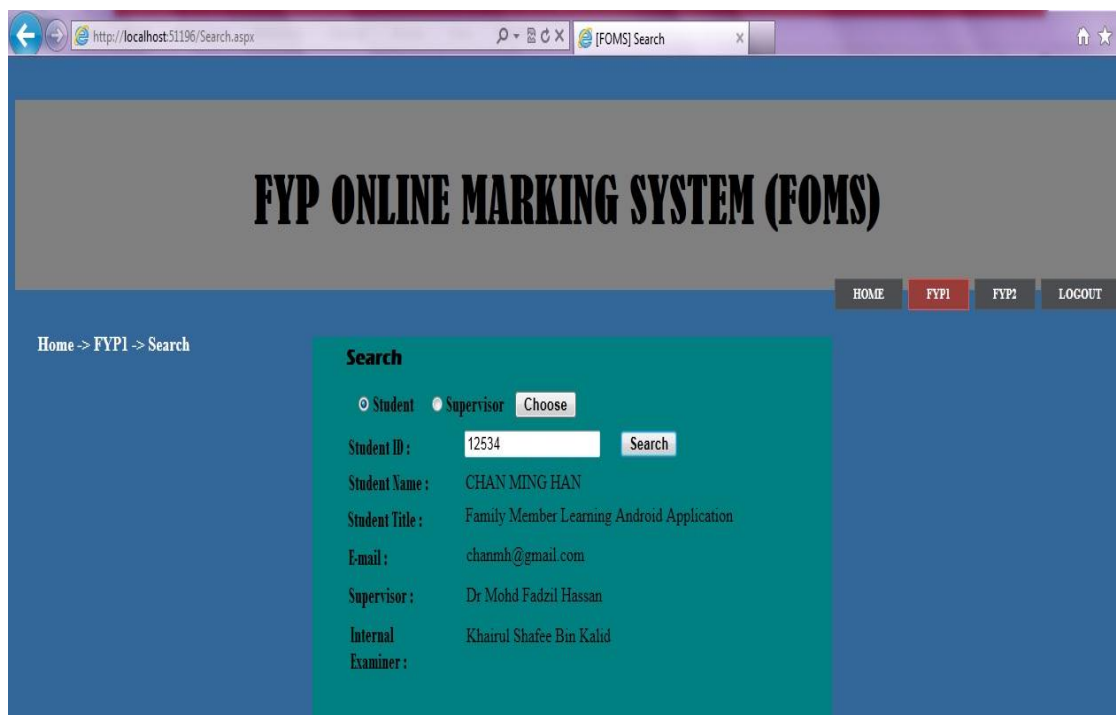 http://localhost:51196/Search.aspx
[FOMS] Search
FYP ONLINE MARKING SYSTEM (FOMS)
HOME FYP1 FYP2 LOGOUT
Home -> FYP1 -> Search
Search
Student Supervisor Choose
Student ID : 12534 Search
Student Name : CHAN MING HAN
Student Title : Family Member Learning Android Application
E-mail : chanmh@gmail.com
Supervisor : Dr Mohd Fadzil Hassan
Internal Khairul Shafee Bin Kalid
Examiner :